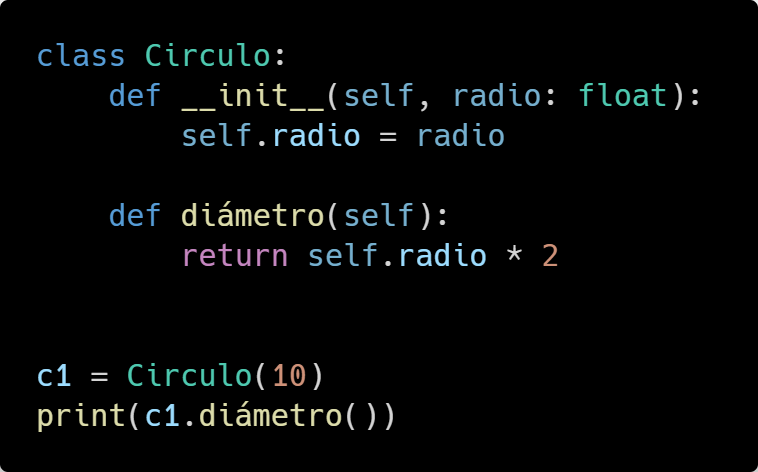 class Circulo:
    def __init__(self, radio: float):
        self.radio = radio
    def diámetro(self):
        return self.radio * 2
c1 = Circulo(10)
print(c1.diámetro())